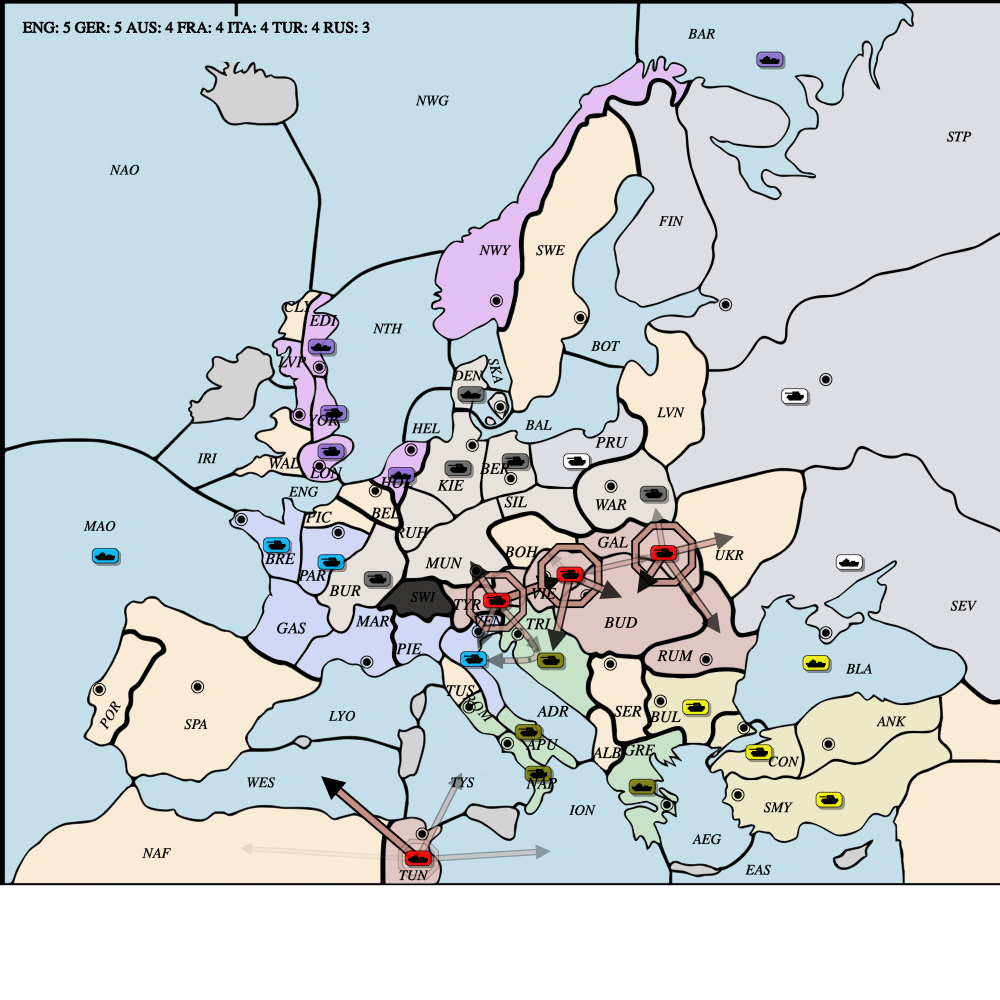 ENG: 5 GER: 5 AUS: 4 FRA: 4 ITA: 4 TUR: 4 RUS: 3
BAR
NWG
STP
NAO
FIN
NWY
SWE
CLY
EDI
NTH
BOT
LVP
DEN
SKA
LVN
YOR
HEL
BAL
PRU
IRI
WAL
LON
HOL
KIE
BER
ENG
BEL
SIL
WAR
MAO
PIC
RUH
GAL
UKR
BRE
PAR
MUN
BOH
BUR
SWI
TYR
VIE
SEV
GAS
MAR
VEN
TRI
BUD
PIE
RUM
BLA
TUS
ROM
ADR
SER
BUL
POR
SPA
LYO
ANK
APU
ALB
GRE
CON
WES
TYS
NAP
ION
SMY
NAF
AEG
EAS
TUN